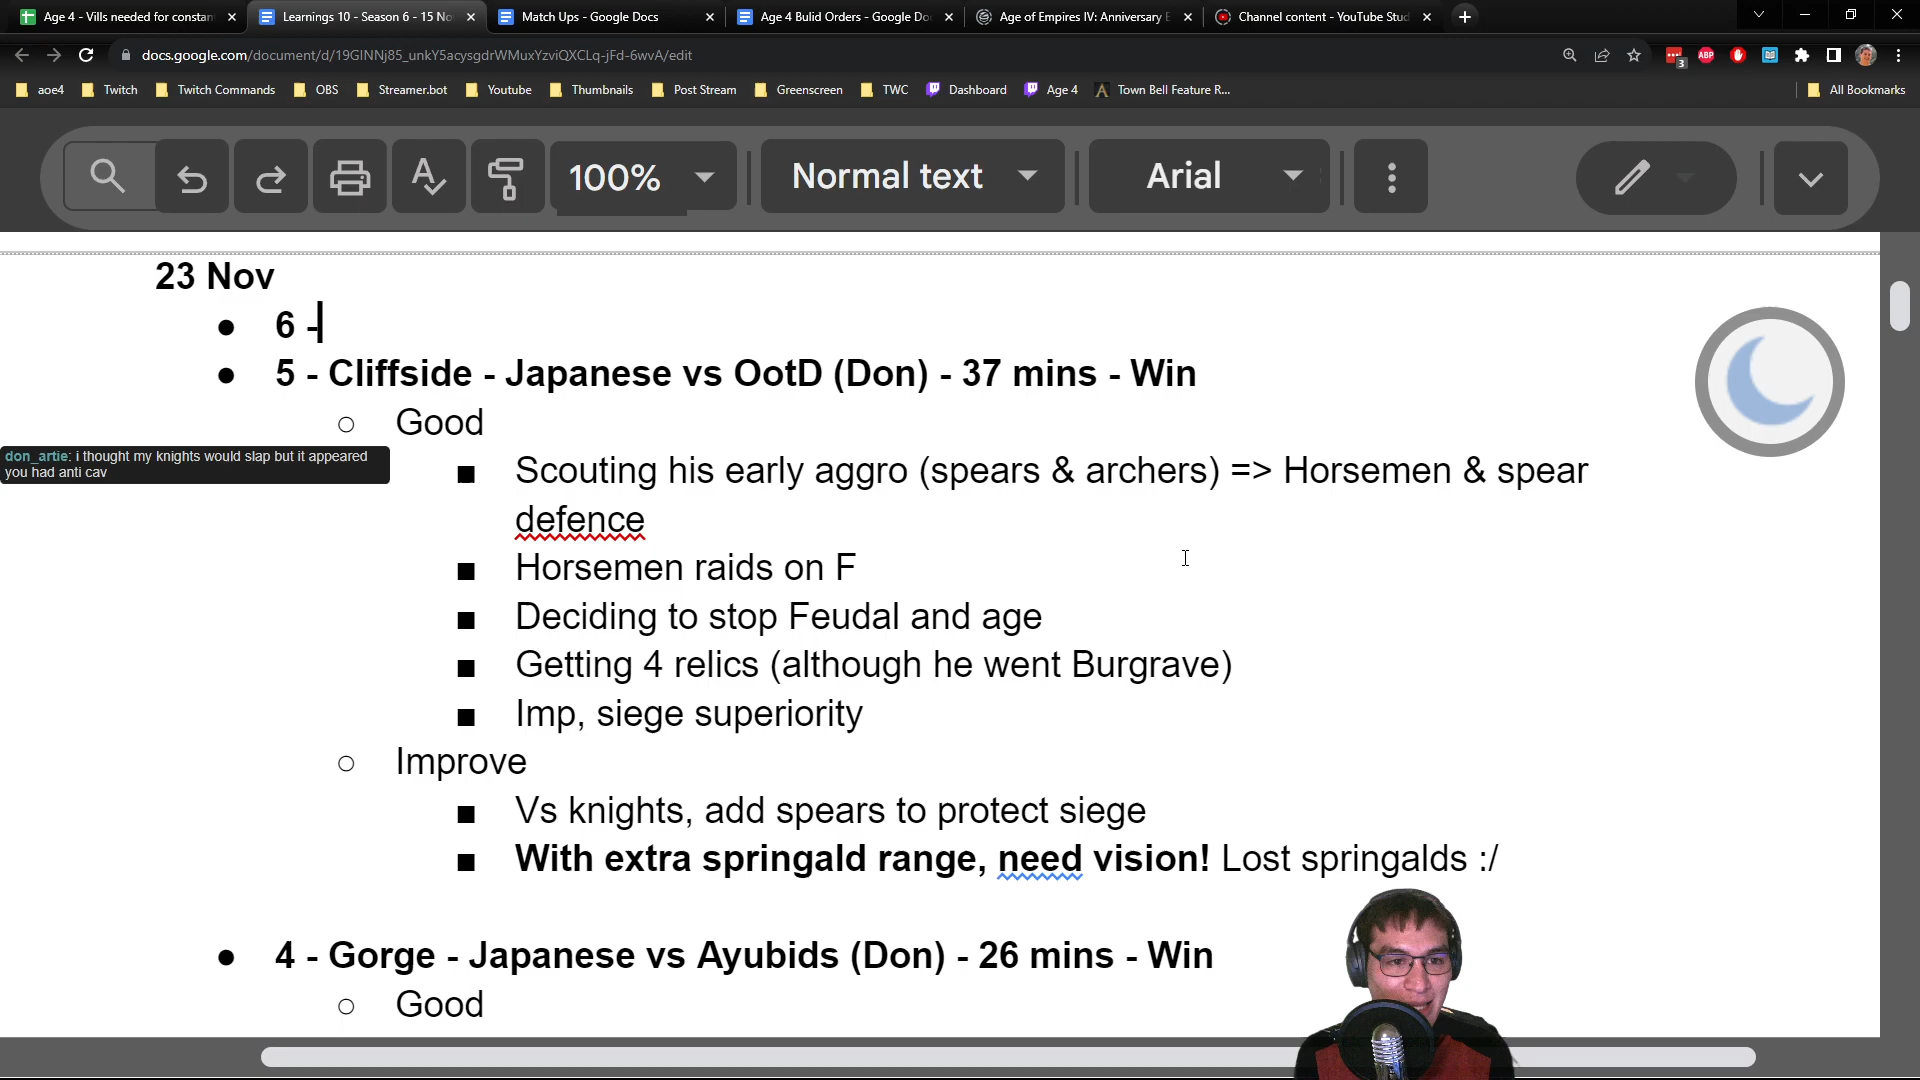 Age 4 - Vills needed for constan
Learnings 10 - Season 6 - 15 No
Match Ups - Google Docs
Age 4 Bulid Orders - Google Do
Age of Empires IV: Anniversary E
Channel content - YouTube Stud
docs.google.com/document/d/19GINNj85_unkY5acysgdrWMuxYzviQXCLq-jFd-6wvA/edit
3
ABP
aoe4
Twitch
Twitch Commands
OBS
Streamer.bot
Youtube
Thumbnails
Post Stream
Greenscreen
TWC
Dashboard
Age 4
Town Bell Feature R...
All Bookmarks
100%
Normal text
Arial
23 Nov
● 6 -
● 5 - Cliffside - Japanese vs OotD (Don) - 37 mins - Win
○ Good
don_artie: i thought my knights would slap but it appeared
you had anti cav
■ Scouting his early aggro (spears & archers) => Horsemen & spear
defence
■ Horsemen raids on F
■ Deciding to stop Feudal and age
■ Getting 4 relics (although he went Burgrave)
■ Imp, siege superiority
○ Improve
■ Vs knights, add spears to protect siege
■ With extra springald range, need vision! Lost springalds :/
● 4 - Gorge - Japanese vs Ayubids (Don) - 26 mins - Win
○ Good